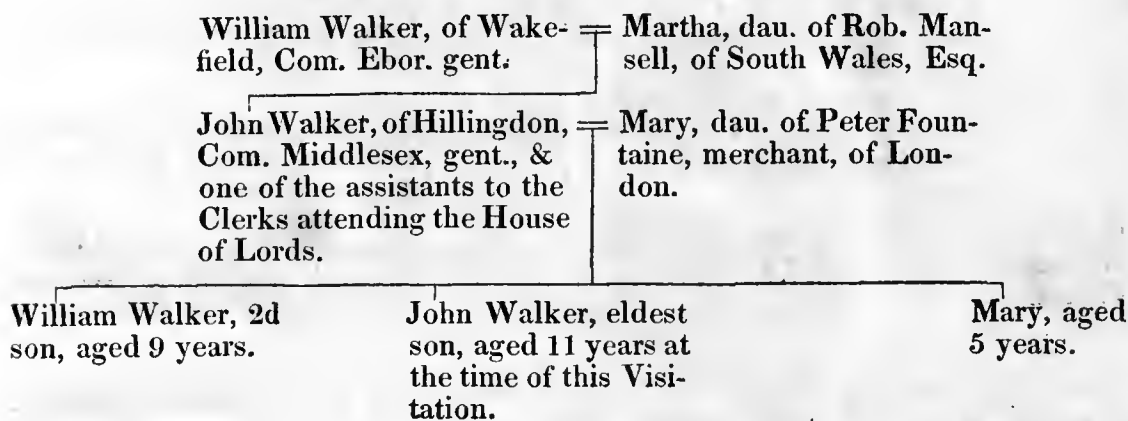 William Walker, of Wake-
field, Com. Ebor. gent.
Martha, dau. of Rob. Man-
sell, of South Wales, Esq.
John Walker, of Hillingdon,
Com. Middlesex, gent., &
one of the assistants to the
Clerks attending the House
of Lords.
Mary, dau. of Peter Foun-
taine, merchant, of Lon-
don.
William Walker, 2d
son, aged 9 years.
John Walker, eldest
son, aged 11 years at
the time of this Visi-
tation.
Mary, aged
5 years.